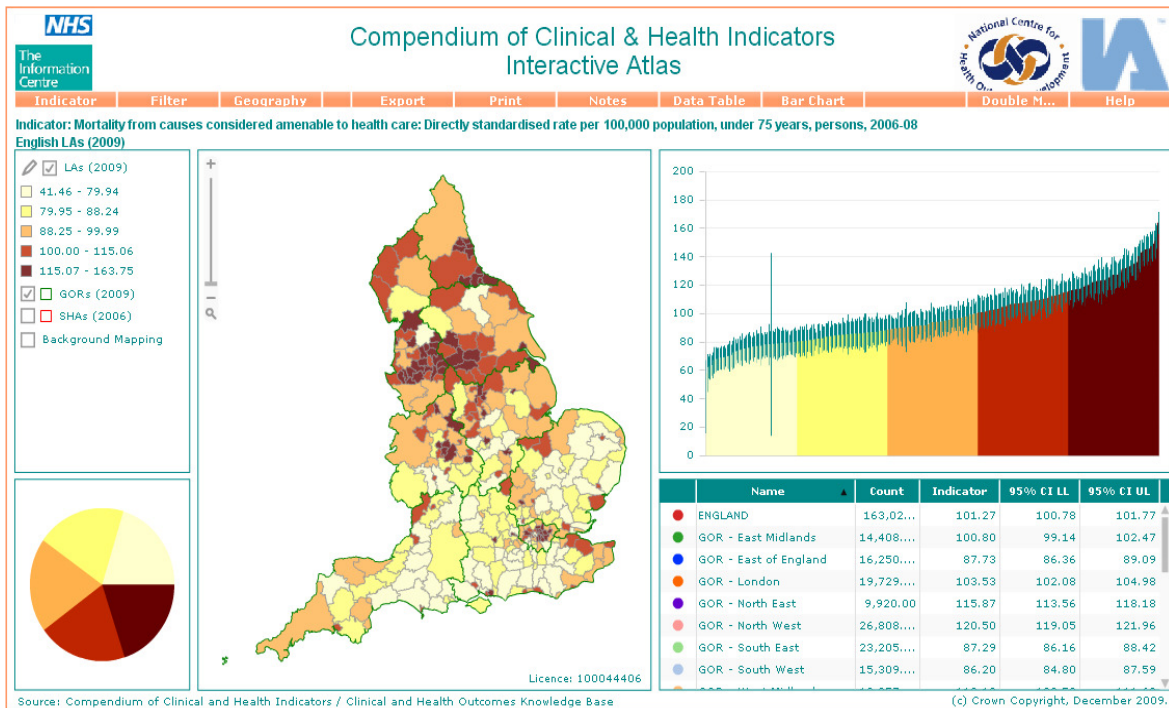 NHS
The
Information
Centre
Compendium of Clinical & Health Indicators
Interactive Atlas
National Centre for
Health Outcomes Development
Indicator Filter Geography Export Print Notes Data Table Bar Chart Double M... Help
Indicator: Mortality from causes considered amenable to health care: Directly standardised rate per 100,000 population, under 75 years, persons, 2006-08
English LAs (2009)
LAs (2009)
41.46 - 79.94
79.95 - 88.24
88.25 - 99.99
100.00 - 115.06
115.07 - 163.75
GORs (2009)
SHAs (2006)
Background Mapping
+
−
Licence: 100044406
200
180
160
140
120
100
80
60
40
20
0
Name Count Indicator 95% CI LL 95% CI UL
ENGLAND 163,02... 101.27 100.78 101.77
GOR - East Midlands 14,408.... 100.80 99.14 102.47
GOR - East of England 16,250.... 87.73 86.36 89.09
GOR - London 19,729.... 103.53 102.08 104.98
GOR - North East 9,920.00 115.87 113.56 118.18
GOR - North West 26,808.... 120.50 119.05 121.96
GOR - South East 23,205.... 87.29 86.16 88.42
GOR - South West 15,309.... 86.20 84.80 87.59
Source: Compendium of Clinical and Health Indicators / Clinical and Health Outcomes Knowledge Base
(c) Crown Copyright, December 2009.